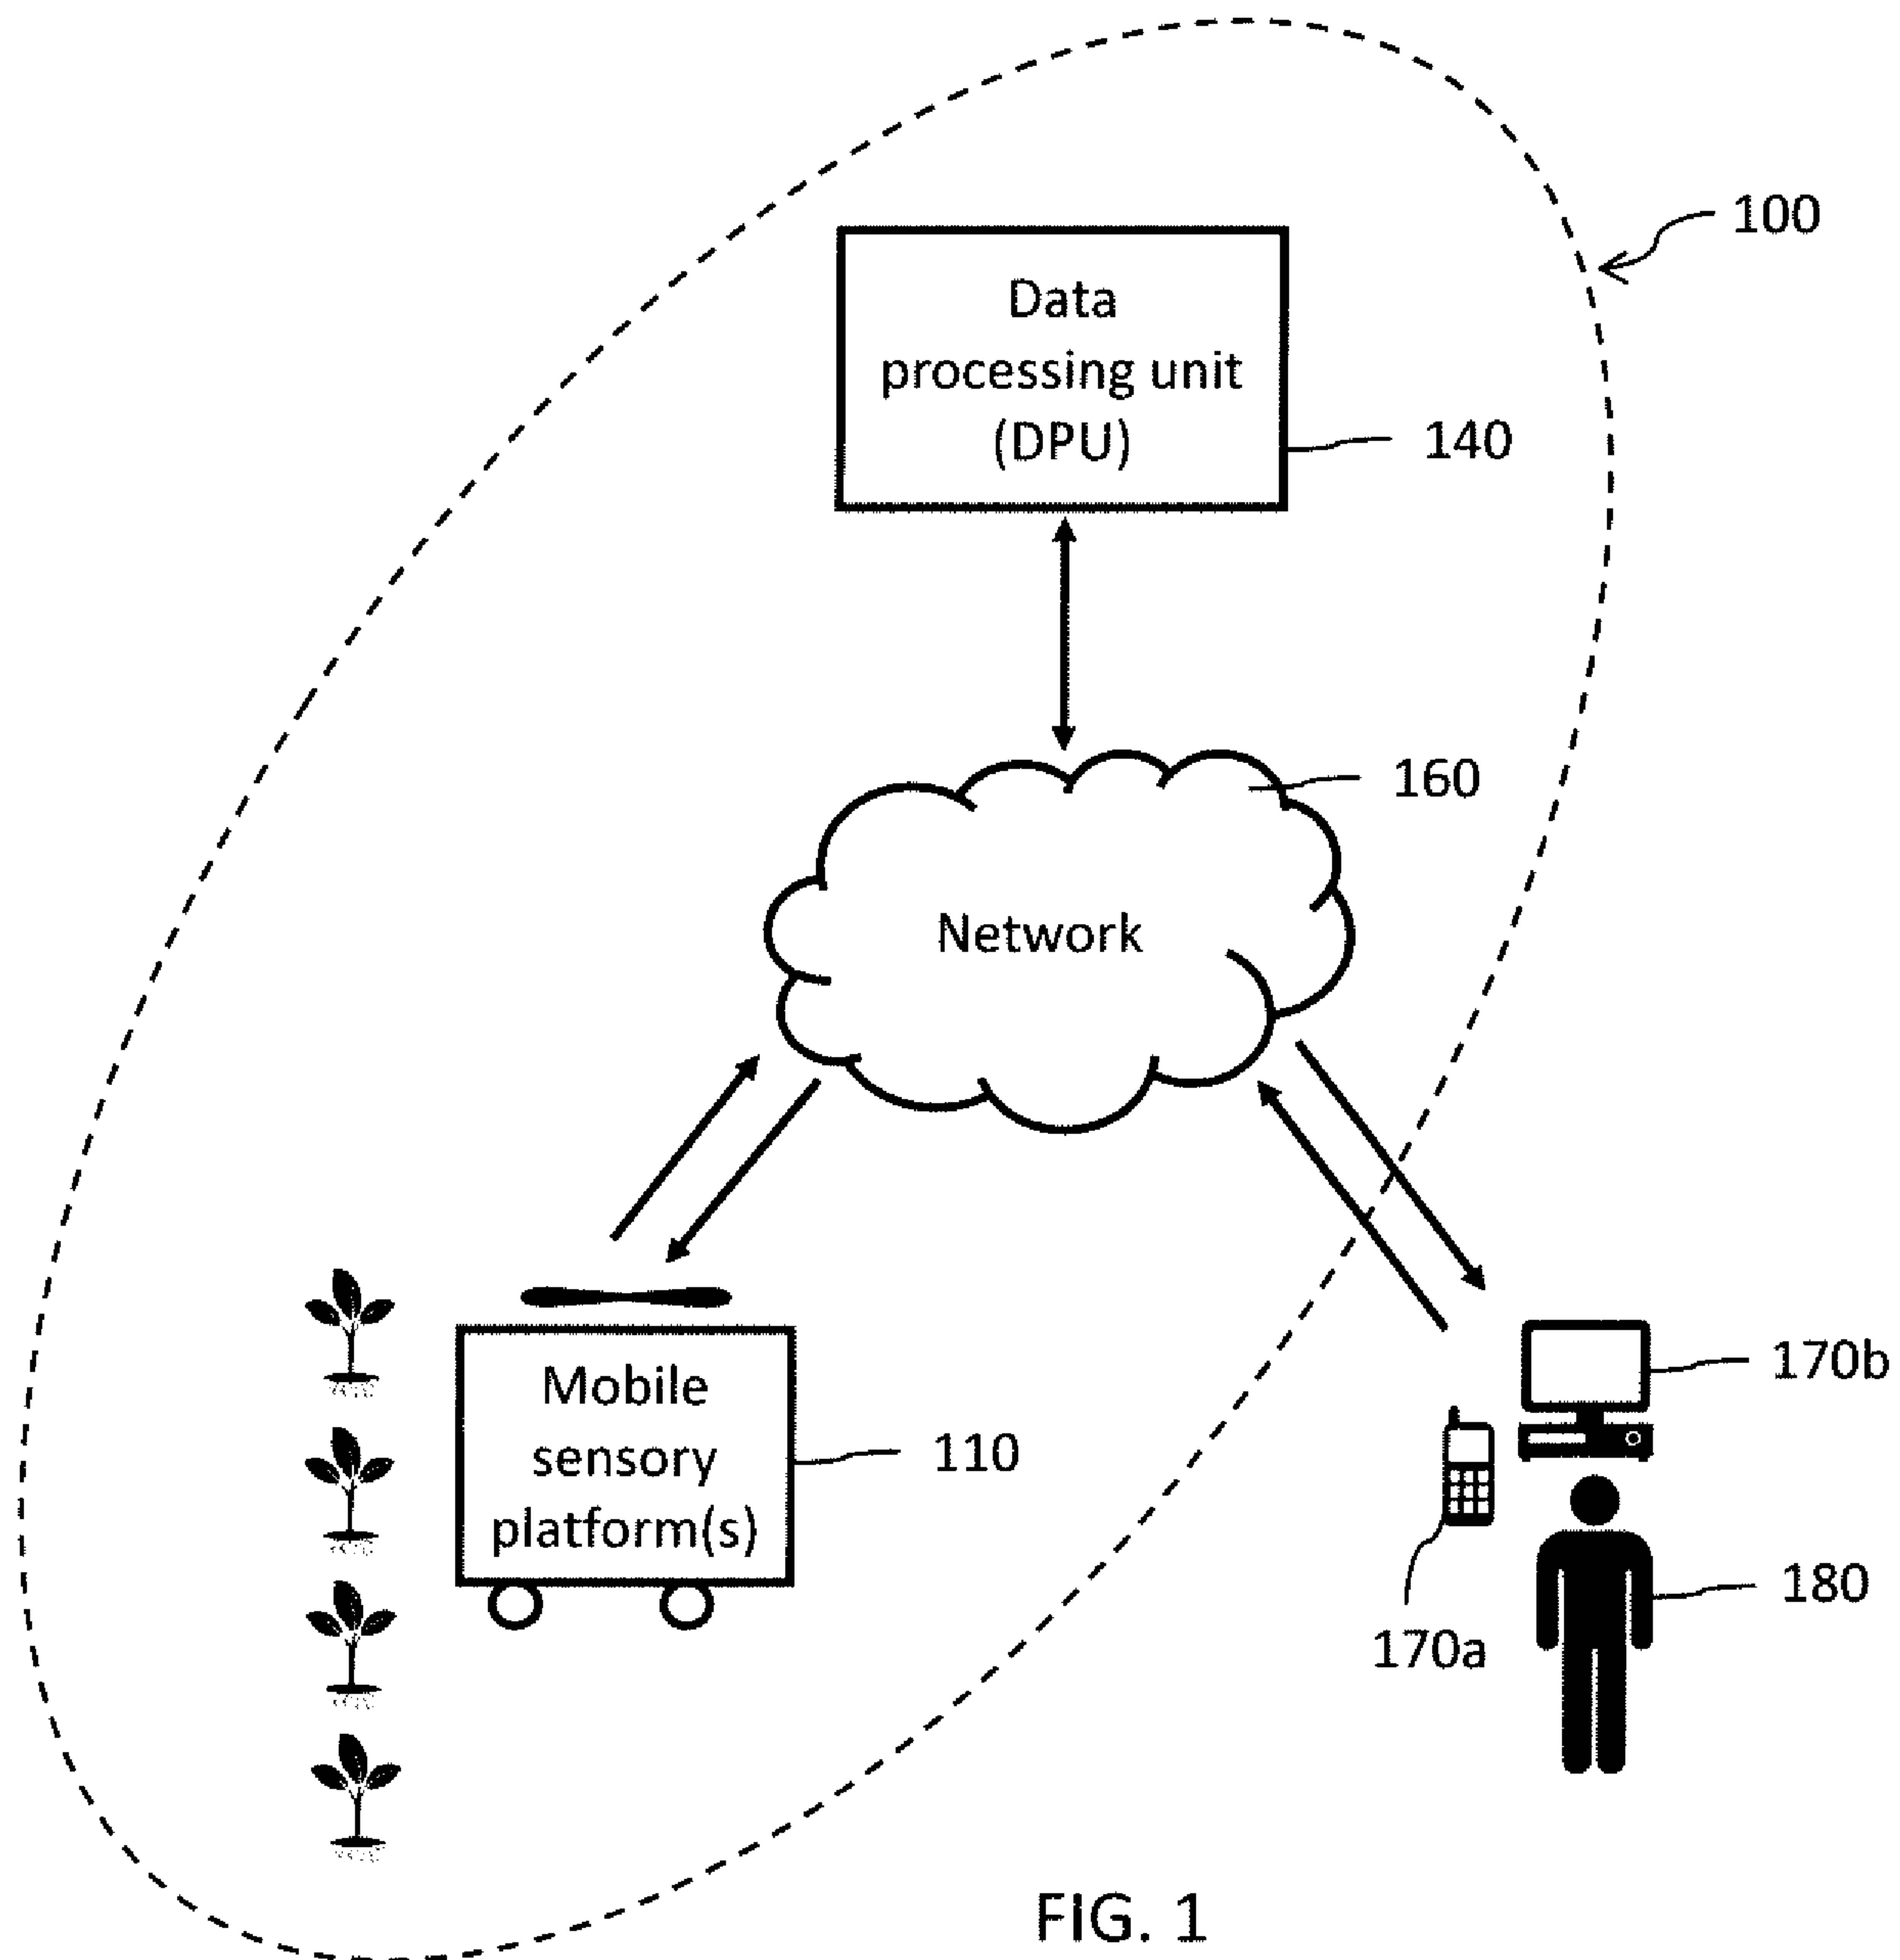 100
Data
processing unit
(DPU)
140
160
Network
Mobile
sensory
platform(s)
110
170b
170a
180
FIG. 1